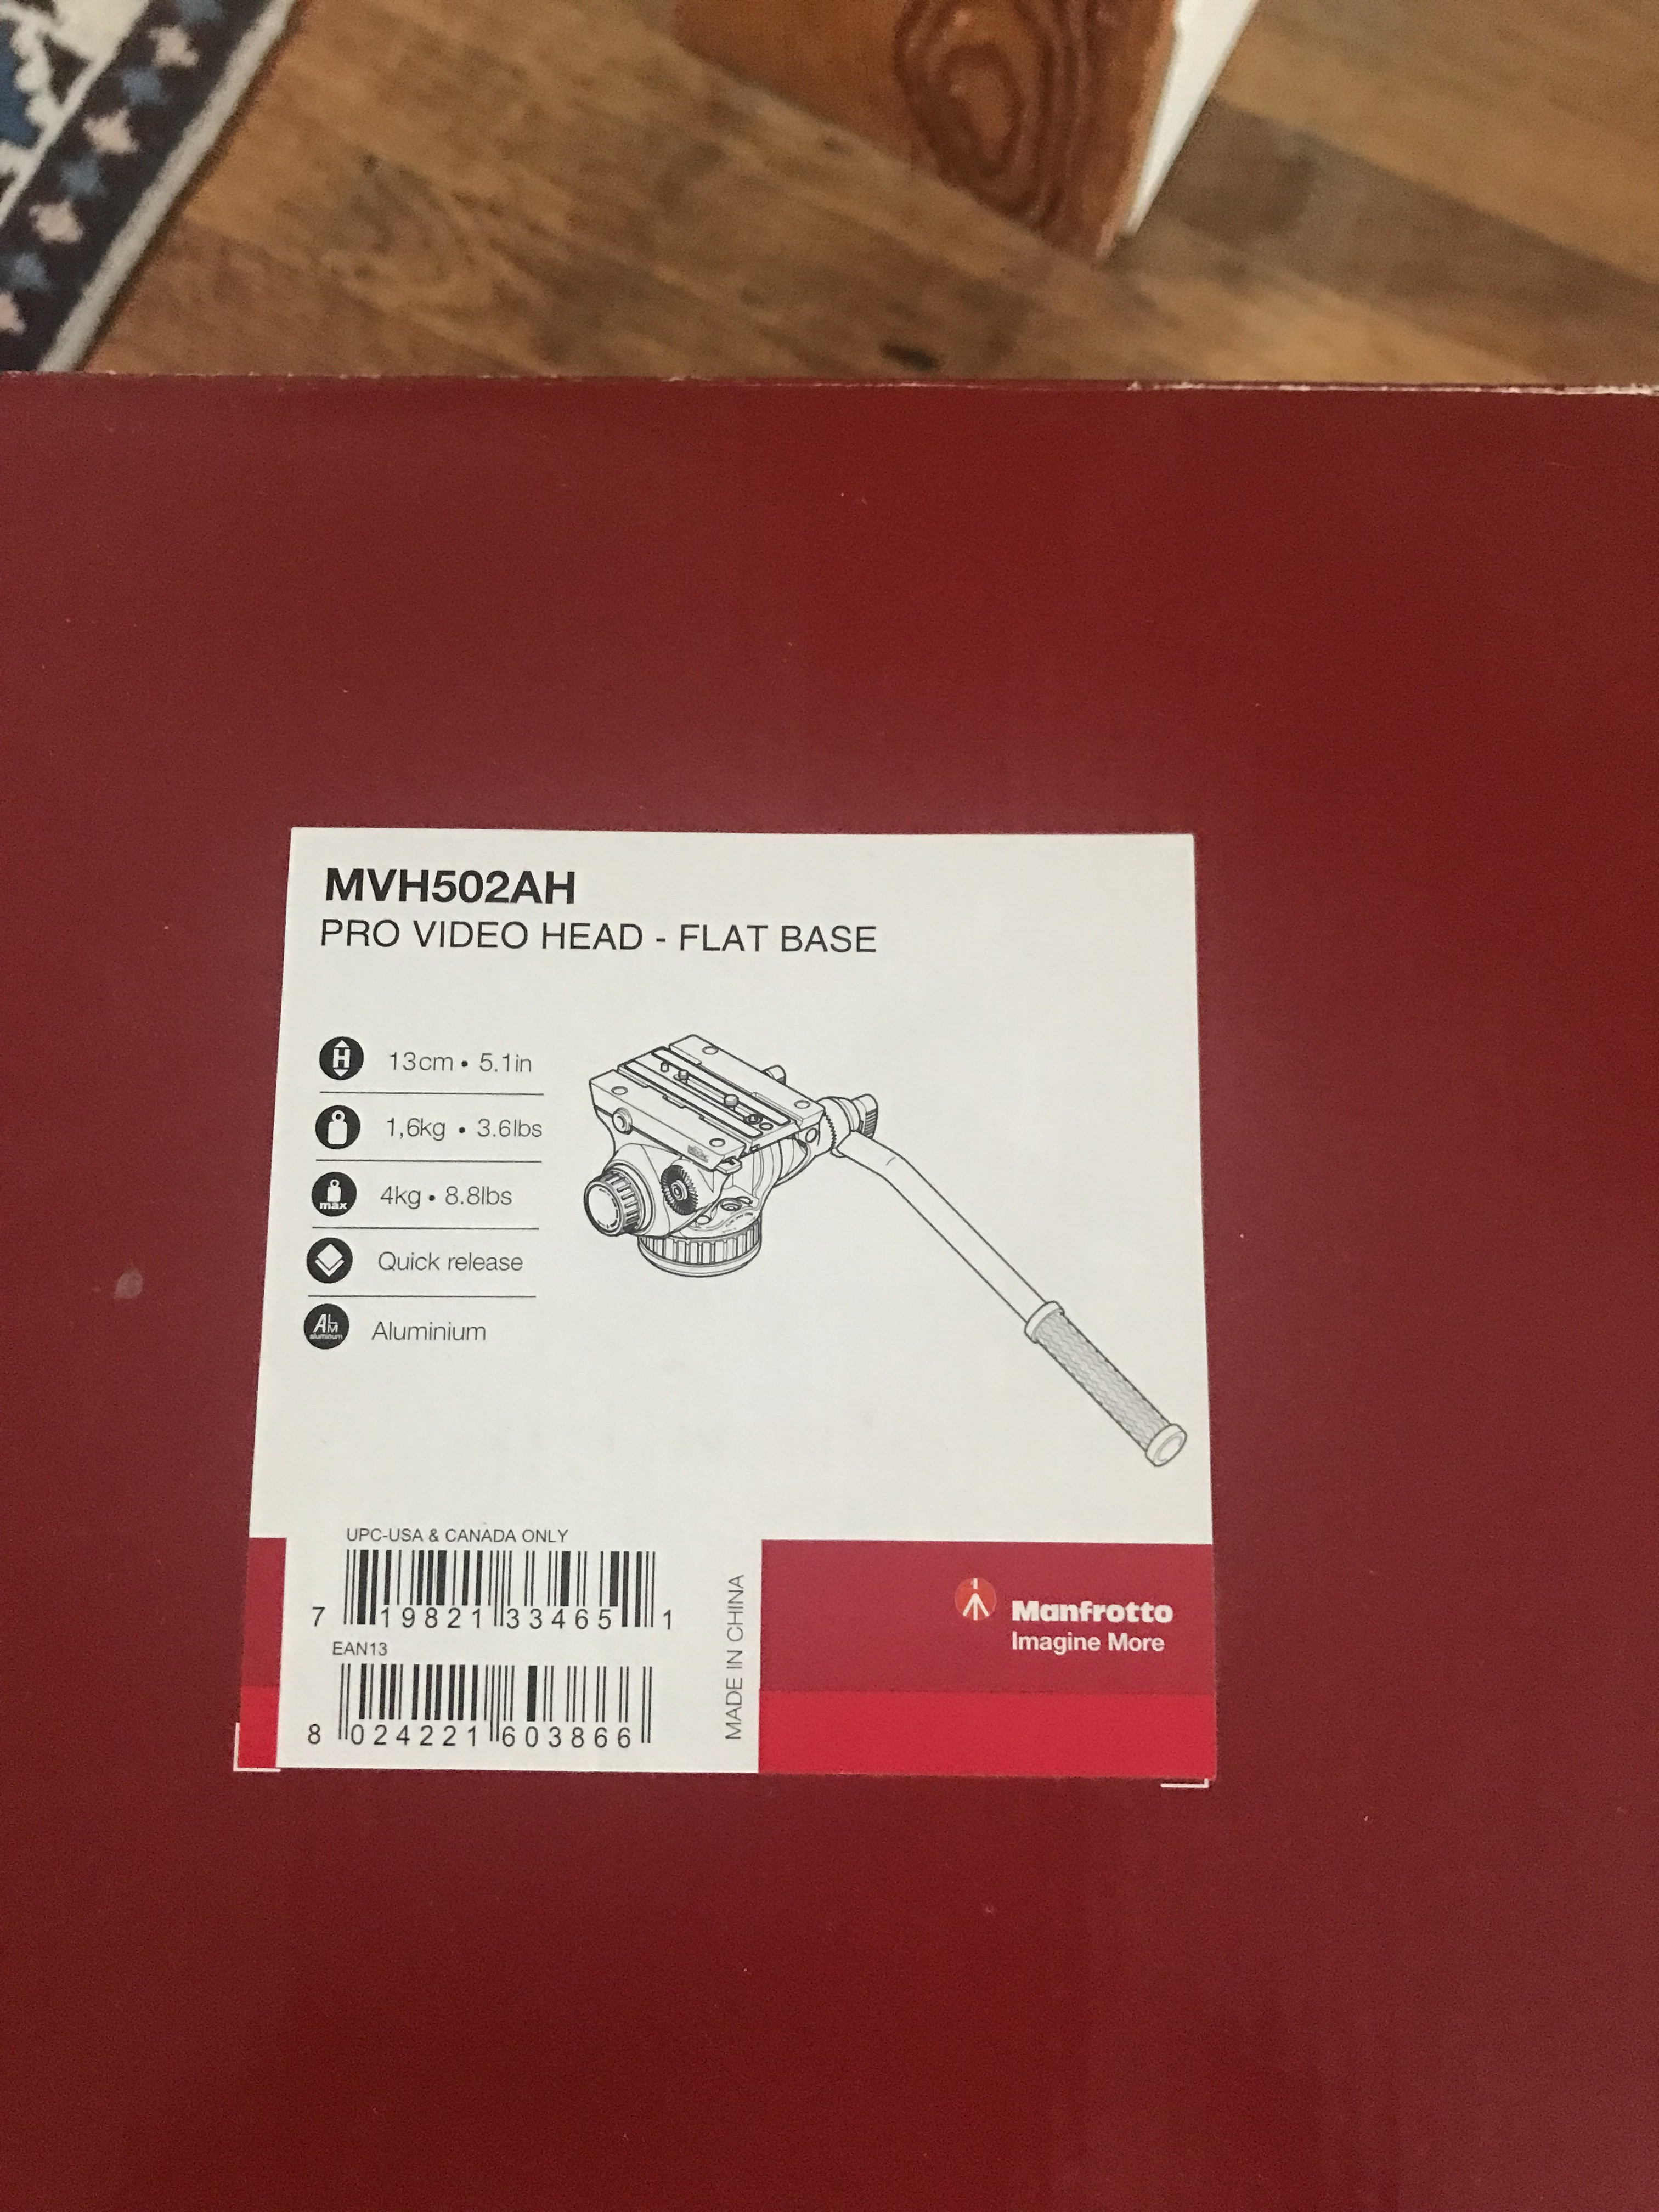 MVH502AH
PRO VIDEO HEAD - FLAT BASE
H
13cm • 5.1in
1,6kg • 3.6lbs
max
4kg • 8.8lbs
Quick release
ALM
aluminum
Aluminium
UPC-USA & CANADA ONLY
7 19821 33465 1
EAN13
8 024221 603866
MADE IN CHINA
Manfrotto
Imagine More